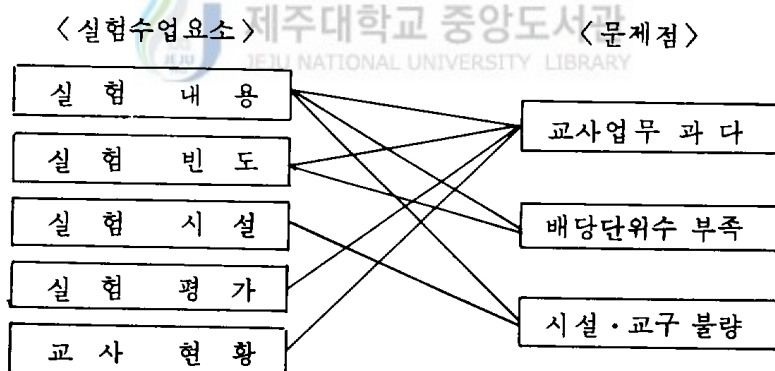 제주대학교 중앙도서관
JEJU NATIONAL UNIVERSITY LIBRARY
JEJU
〈실험수업요소〉
〈문제점〉
실험 내용
실험 빈도
실험 시설
실험 평가
교사 현황
교사업무 과다
배당단위수 부족
시설·교구 불량